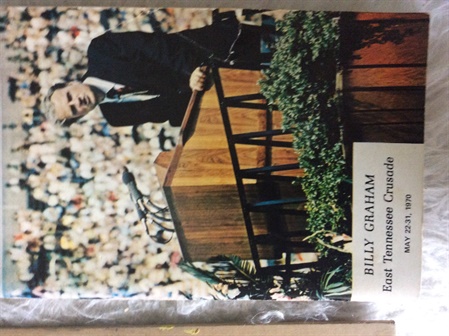 BILLY GRAHAM
East Tennessee Crusade
MAY 22-31, 1970